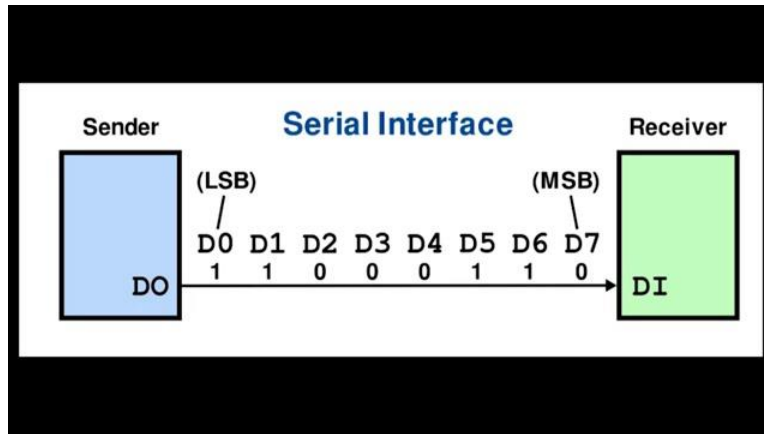 Sender Serial Interface Receiver
(LSB) (MSB)
D0 D1 D2 D3 D4 D5 D6 D7
1 1 0 0 0 1 1 0
DO DI